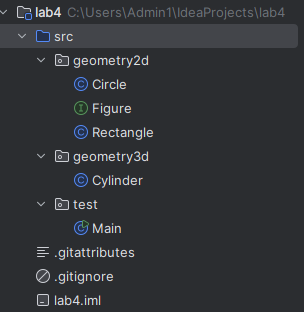 lab4 C:\Users\Admin1\IdeaProjects\lab4
src
geometry2d
Circle
Figure
Rectangle
geometry3d
Cylinder
test
Main
.gitattributes
.gitignore
lab4.iml